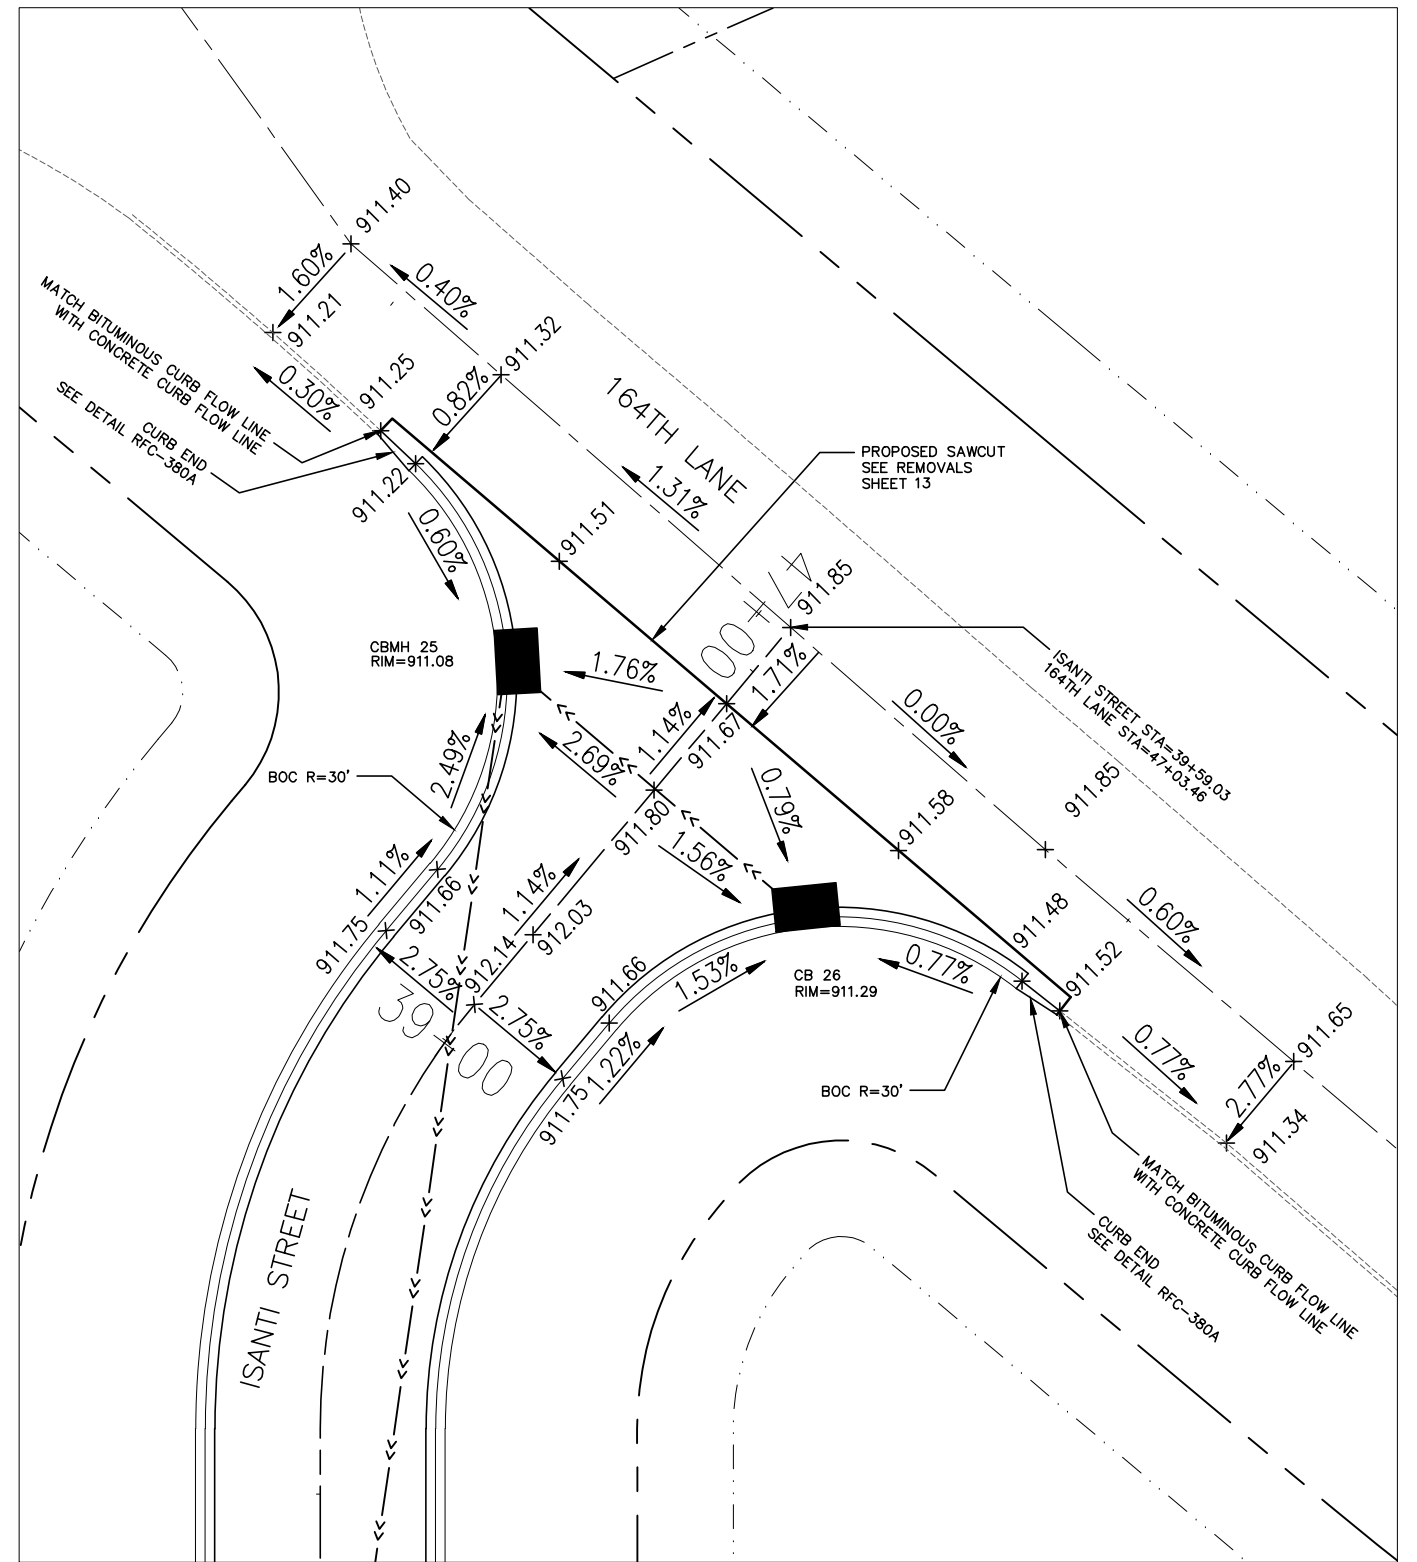 911.40
1.60%
911.21
0.40%
911.32
MATCH BITUMINOUS CURB FLOW LINE
WITH CONCRETE CURB FLOW LINE
0.30%
911.25
0.82%
CURB END
SEE DETAIL RFC-380A
164TH LANE
PROPOSED SAWCUT
SEE REMOVALS
SHEET 13
911.22
1.31%
0.60%
911.51
47+00
911.85
CBMH 25
RIM=911.08
1.76%
1.71%
ISANTI STREET STA=39+59.03
164TH LANE STA=47+03.46
0.00%
1.14%
911.67
2.49%
2.69%
BOC R=30'
0.79%
911.85
911.58
911.80
1.56%
1.11%
911.66
1.14%
911.75
912.03
911.48
0.60%
2.75%
912.14
911.66
1.53%
CB 26
RIM=911.29
0.77%
911.52
39+00
2.75%
911.65
1.22%
911.75
0.77%
BOC R=30'
2.77%
911.34
MATCH BITUMINOUS CURB FLOW LINE
WITH CONCRETE CURB FLOW LINE
CURB END
SEE DETAIL RFC-380A
ISANTI STREET